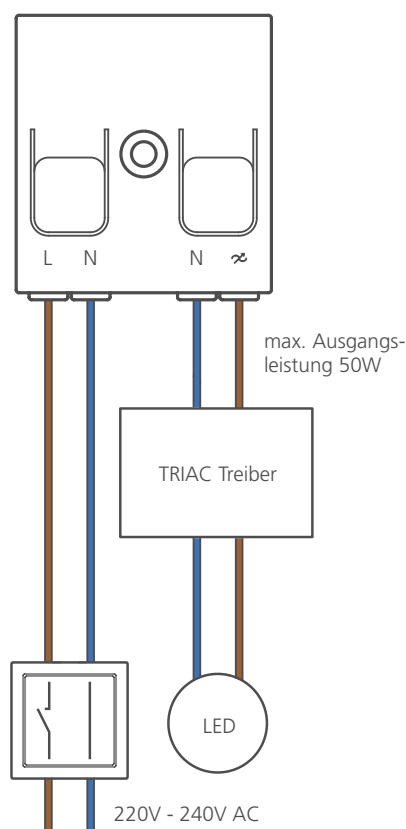 L N N
max. Ausgangs-
leistung 50W
TRIAC Treiber
LED
220V - 240V AC